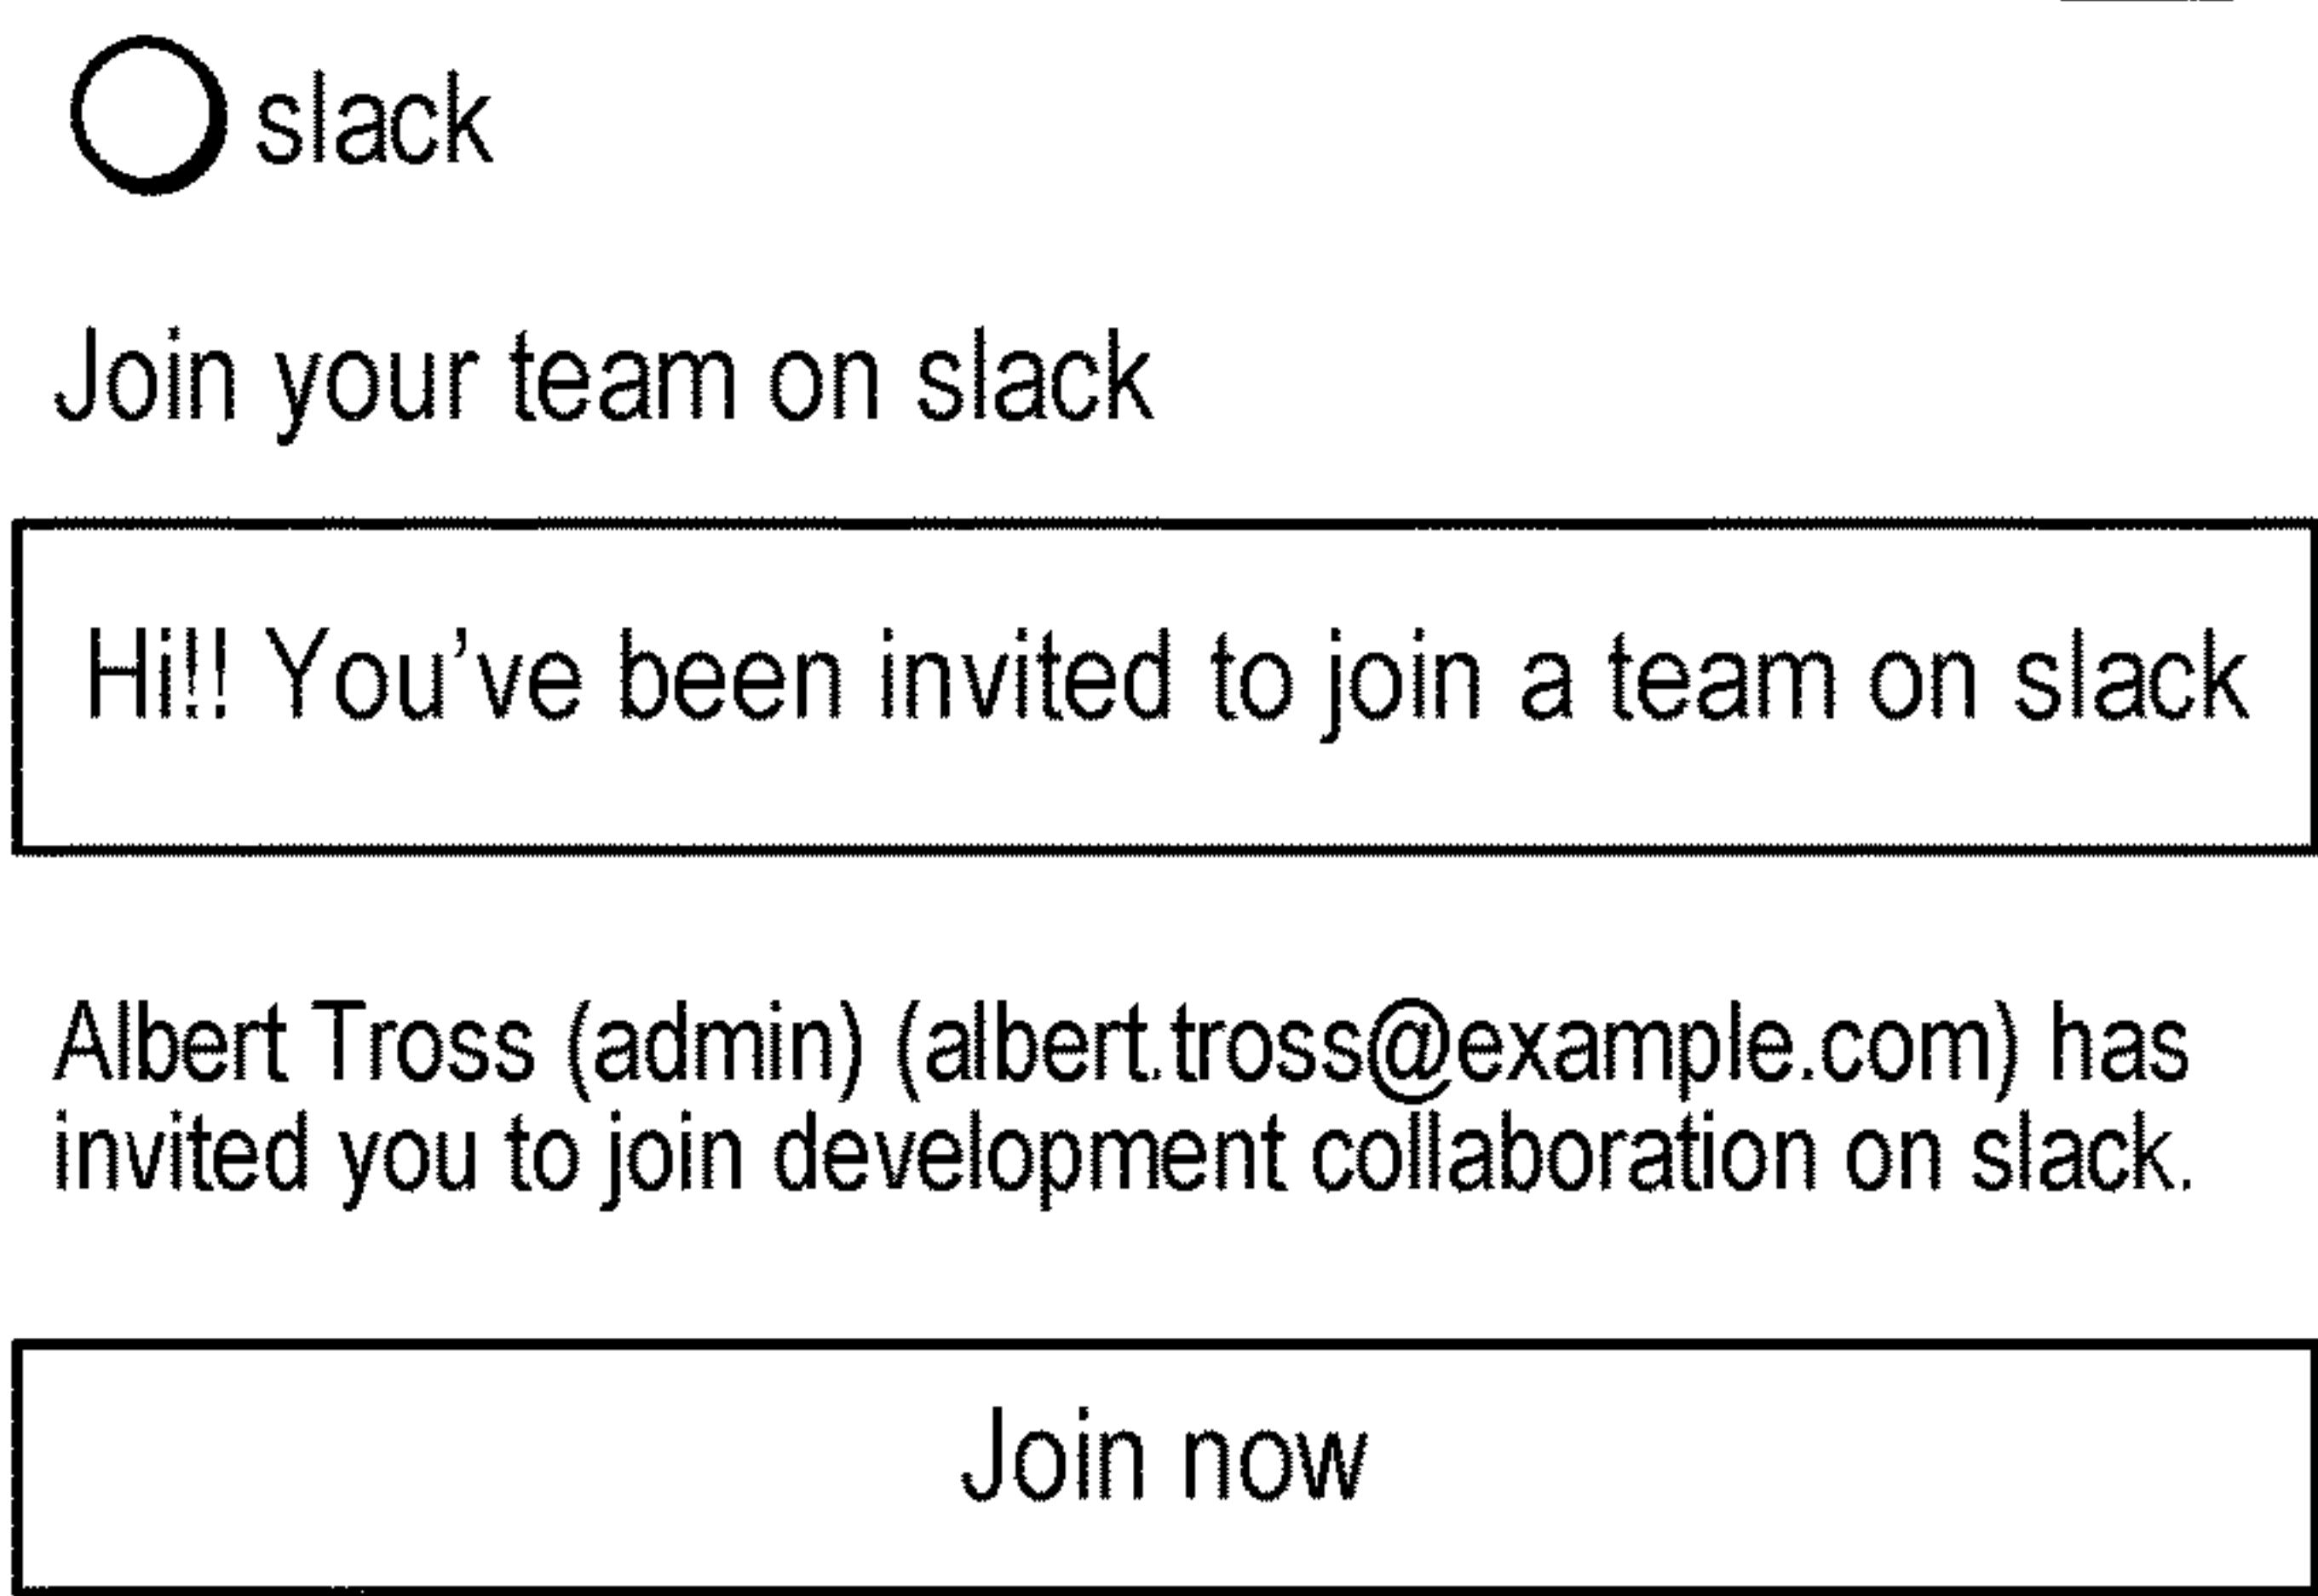 slack
Join your team on slack
Hi!! You've been invited to join a team on slack
Albert Tross (admin) (albert.tross@example.com) has
invited you to join development collaboration on slack.
Join now